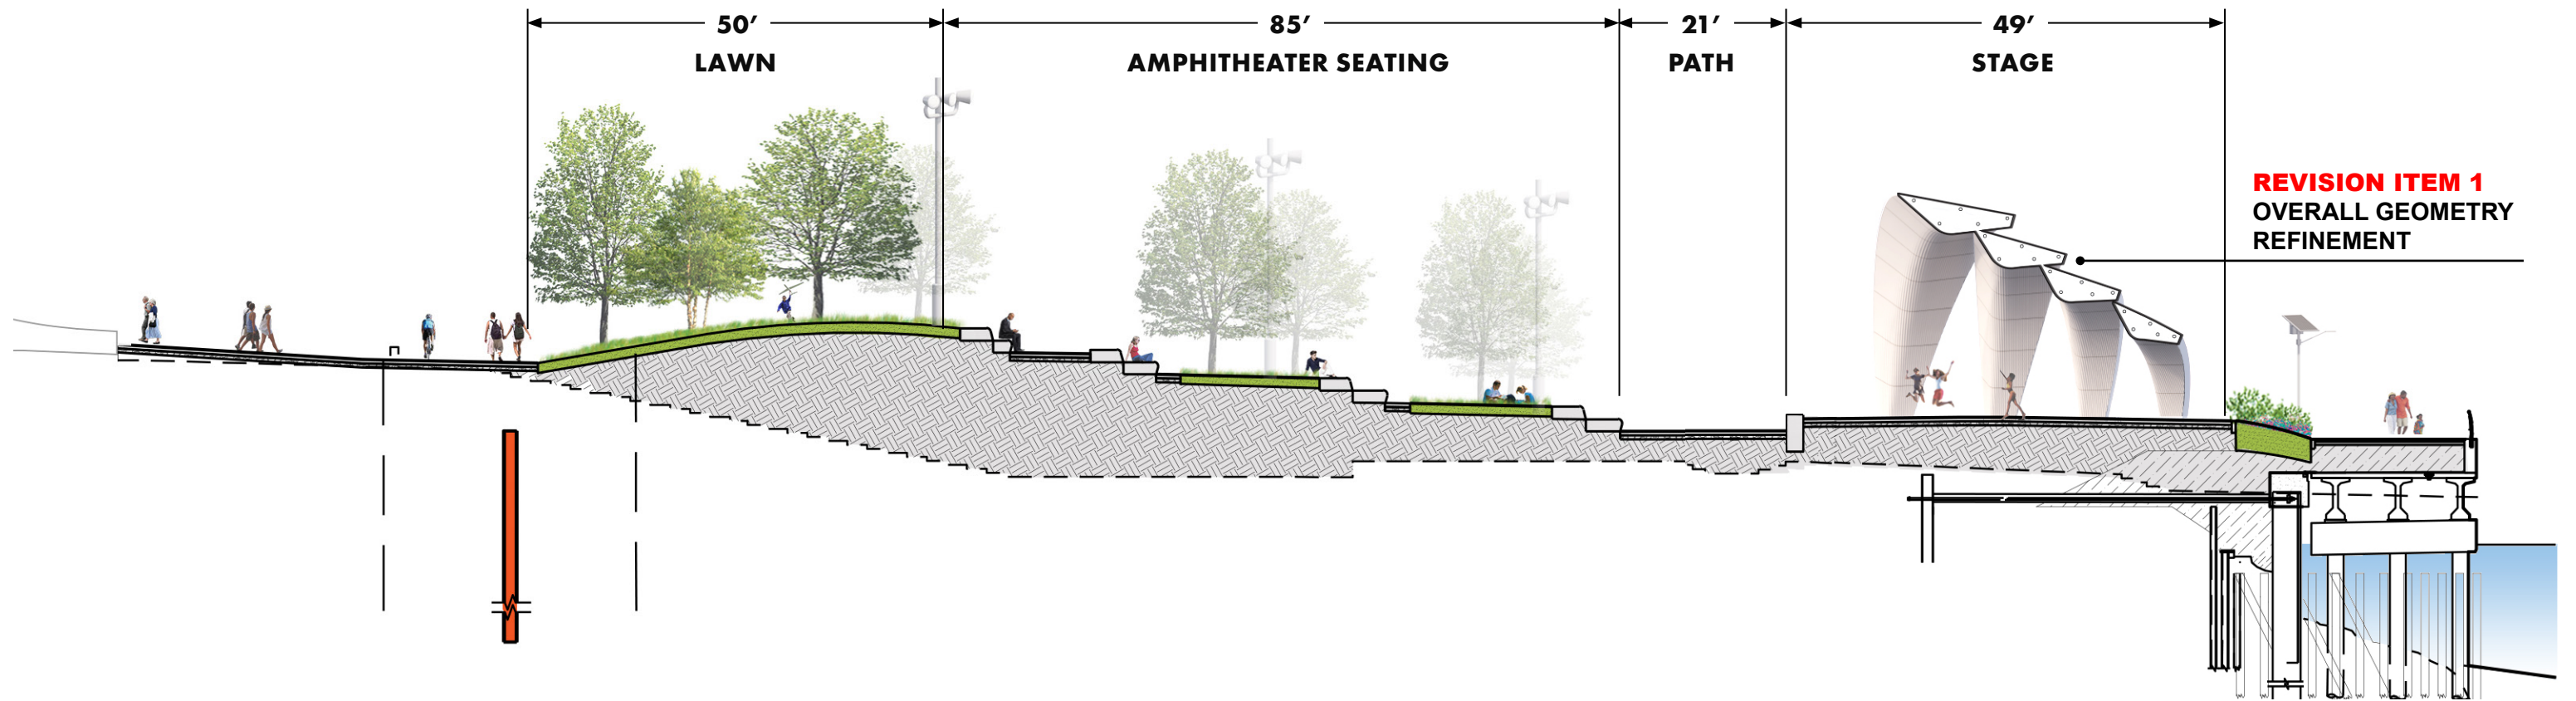 50’
LAWN
85’
AMPHITHEATER SEATING
21’
PATH
49’
STAGE
REVISION ITEM 1
OVERALL GEOMETRY
REFINEMENT